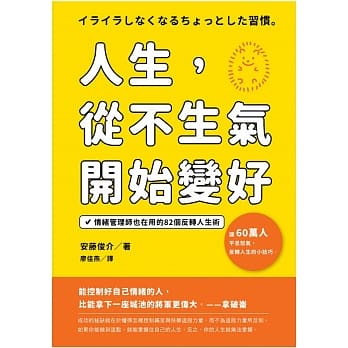 イライラしなくなるちょっとした習慣。
人生，
從不生氣
開始變好
✓情緒管理師也在用的82個反轉人生術
安藤俊介／著
廖佳燕／譯
讓60萬人
不易怒氣，
反轉人生的小技巧。
能控制好自己情緒的人，
比能拿下一座城池的將軍更偉大。——拿破崙